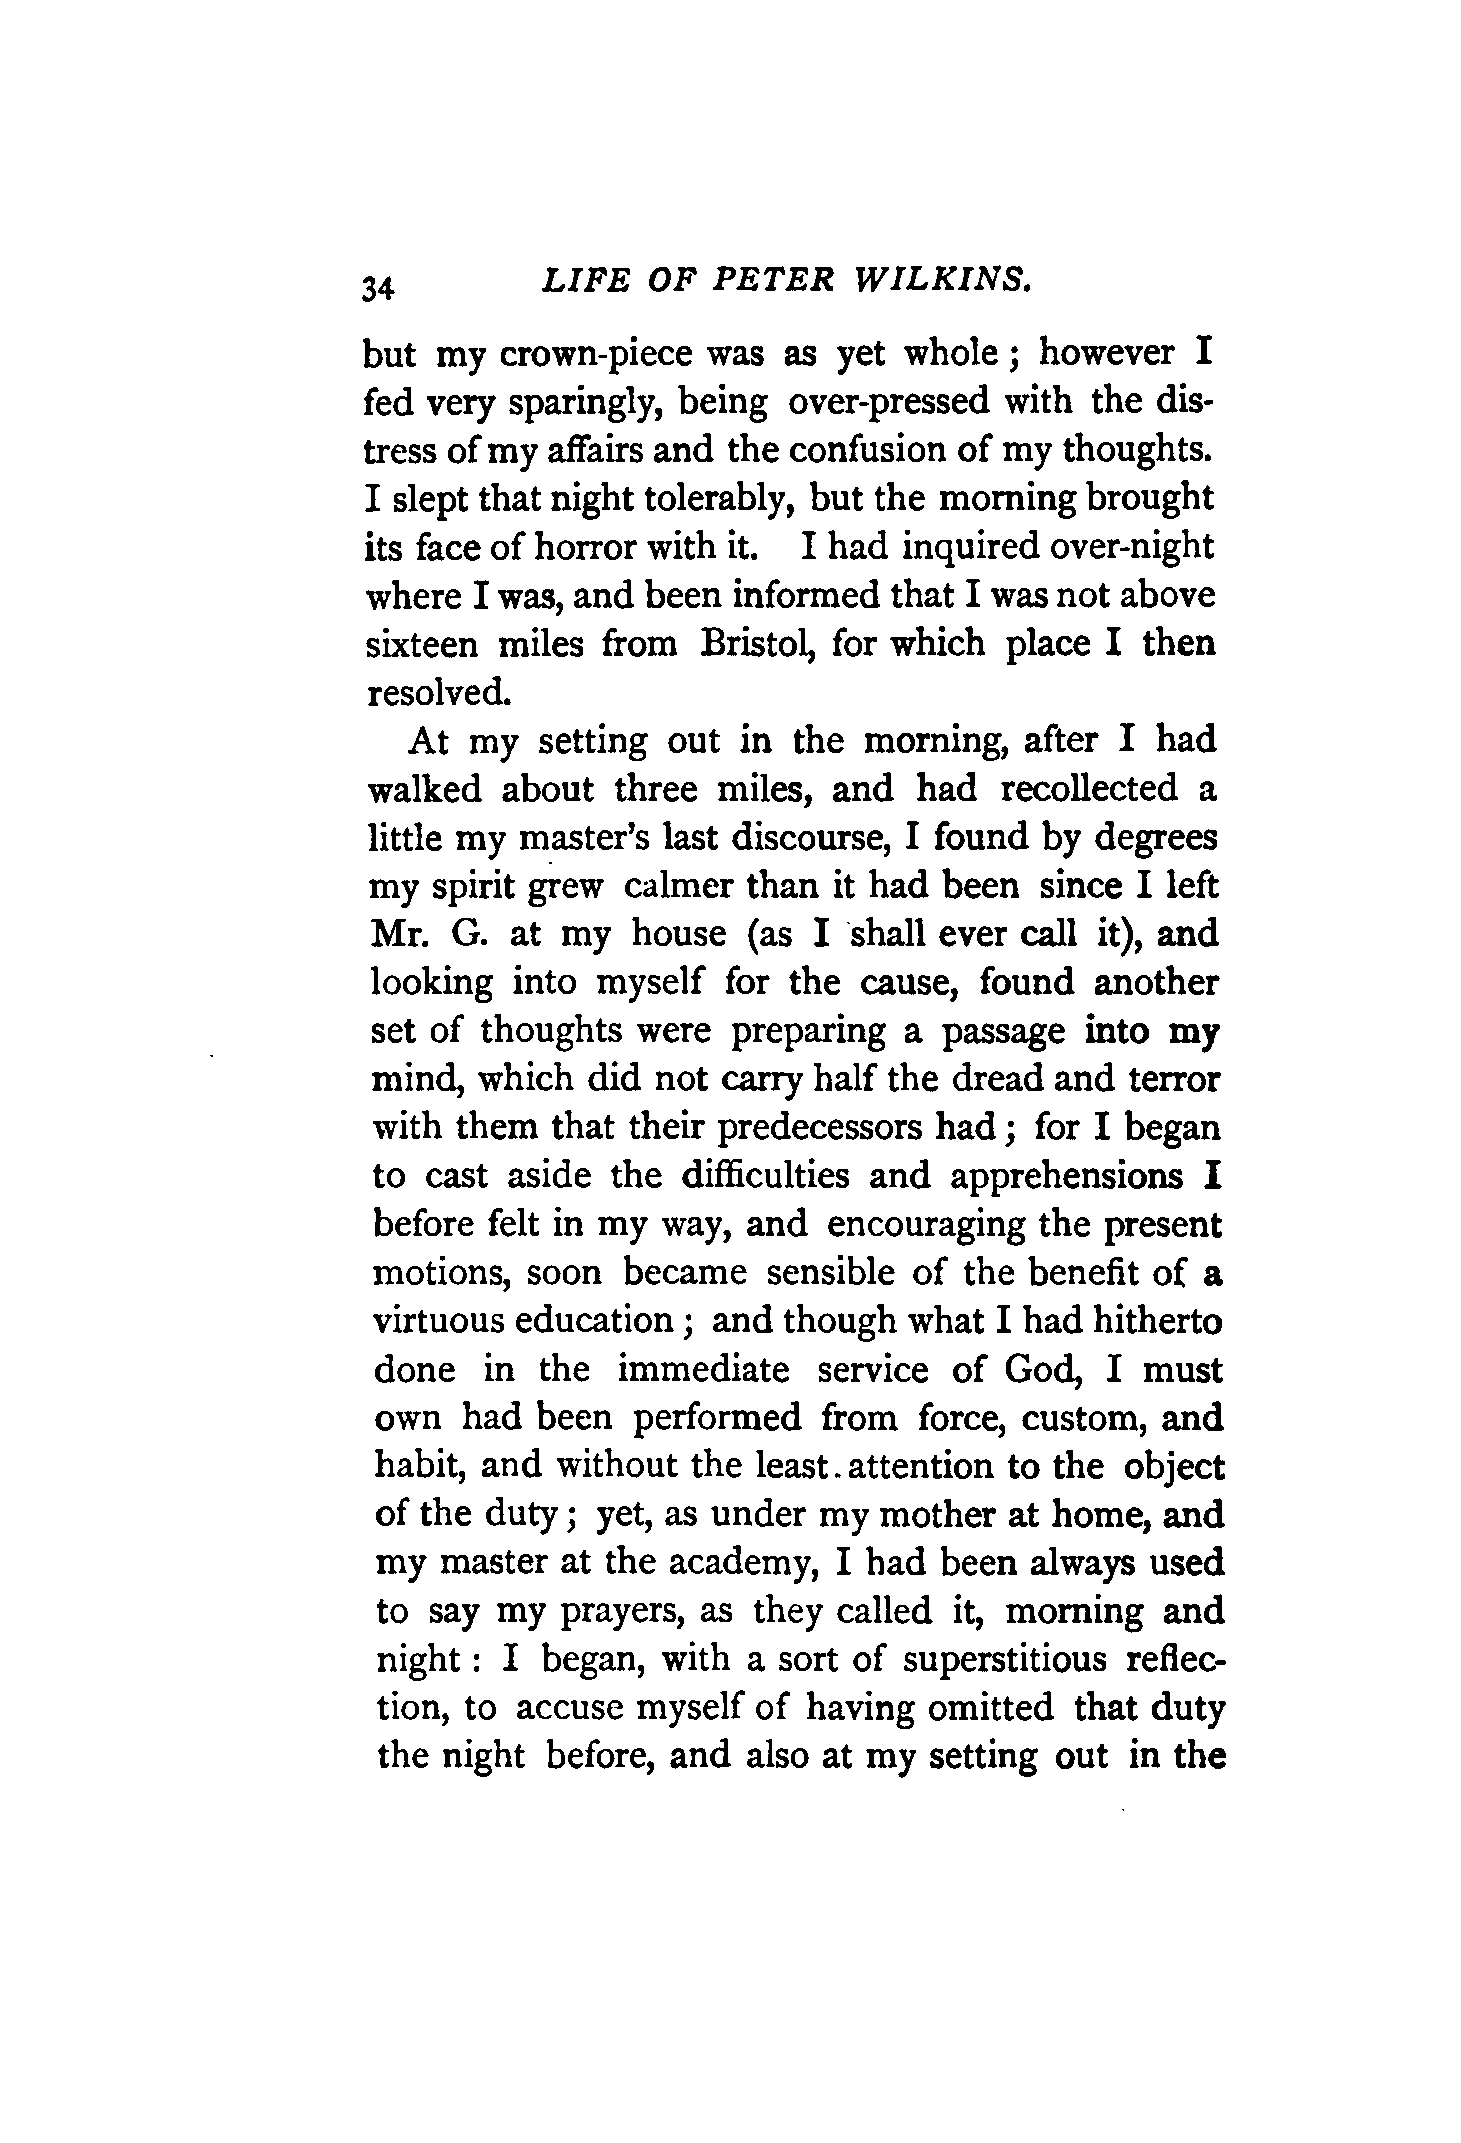 34 LIFE OF PETER WILKINS.
but my crown-piece was as yet whole ; however I
fed very sparingly, being over-pressed with the dis-
tress of my affairs and the confusion of my thoughts.
I slept that night tolerably, but the morning brought
its face of horror with it. I had inquired over-night
where I was, and been informed that I was not above
sixteen miles from Bristol, for which place I then
resolved.
At my setting out in the morning, after I had
walked about three miles, and had recollected a
little my master's last discourse, I found by degrees
my spirit grew calmer than it had been since I left
Mr. G. at my house (as I shall ever call it), and
looking into myself for the cause, found another
set of thoughts were preparing a passage into my
mind, which did not carry half the dread and terror
with them that their predecessors had ; for I began
to cast aside the difficulties and apprehensions I
before felt in my way, and encouraging the present
motions, soon became sensible of the benefit of a
virtuous education ; and though what I had hitherto
done in the immediate service of God, I must
own had been performed from force, custom, and
habit, and without the least attention to the object
of the duty ; yet, as under my mother at home, and
my master at the academy, I had been always used
to say my prayers, as they called it, morning and
night : I began, with a sort of superstitious reflec-
tion, to accuse myself of having omitted that duty
the night before, and also at my setting out in the